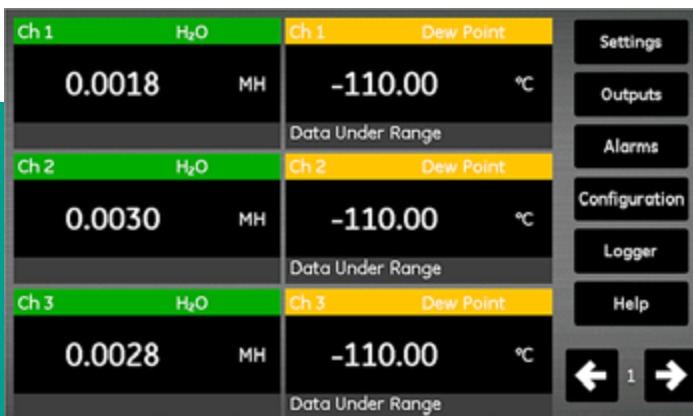 Ch 1 H₂O
0.0018 MH
Ch 1 Dew Point
-110.00 °C
Data Under Range
Ch 2 H₂O
0.0030 MH
Ch 2 Dew Point
-110.00 °C
Data Under Range
Ch 3 H₂O
0.0028 MH
Ch 3 Dew Point
-110.00 °C
Data Under Range
Settings
Outputs
Alarms
Configuration
Logger
Help
1